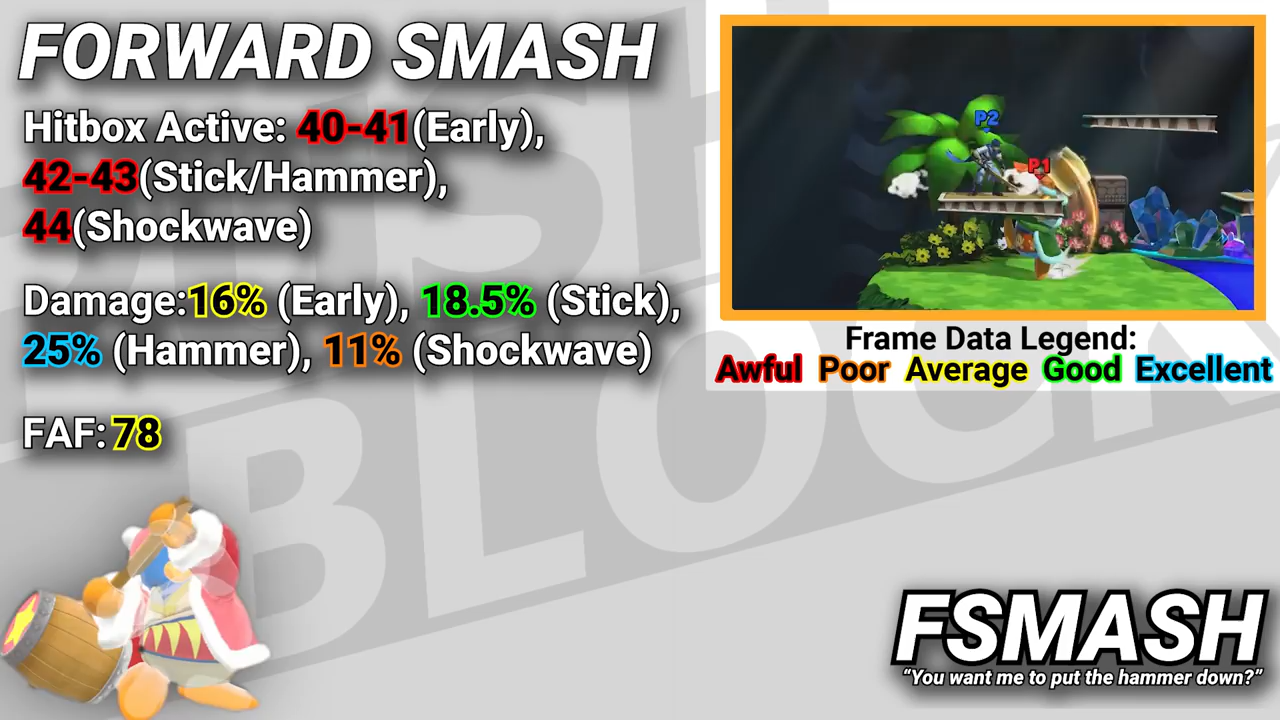 FORWARD SMASH
Hitbox Active: 40-41(Early),
42-43(Stick/Hammer),
44(Shockwave)
Damage:16% (Early), 18.5% (Stick),
25% (Hammer), 11% (Shockwave)
FAF: 78
P2
P1
Frame Data Legend:
Awful Poor Average Good Excellent
BLOCK
FSMASH
“You want me to put the hammer down?”